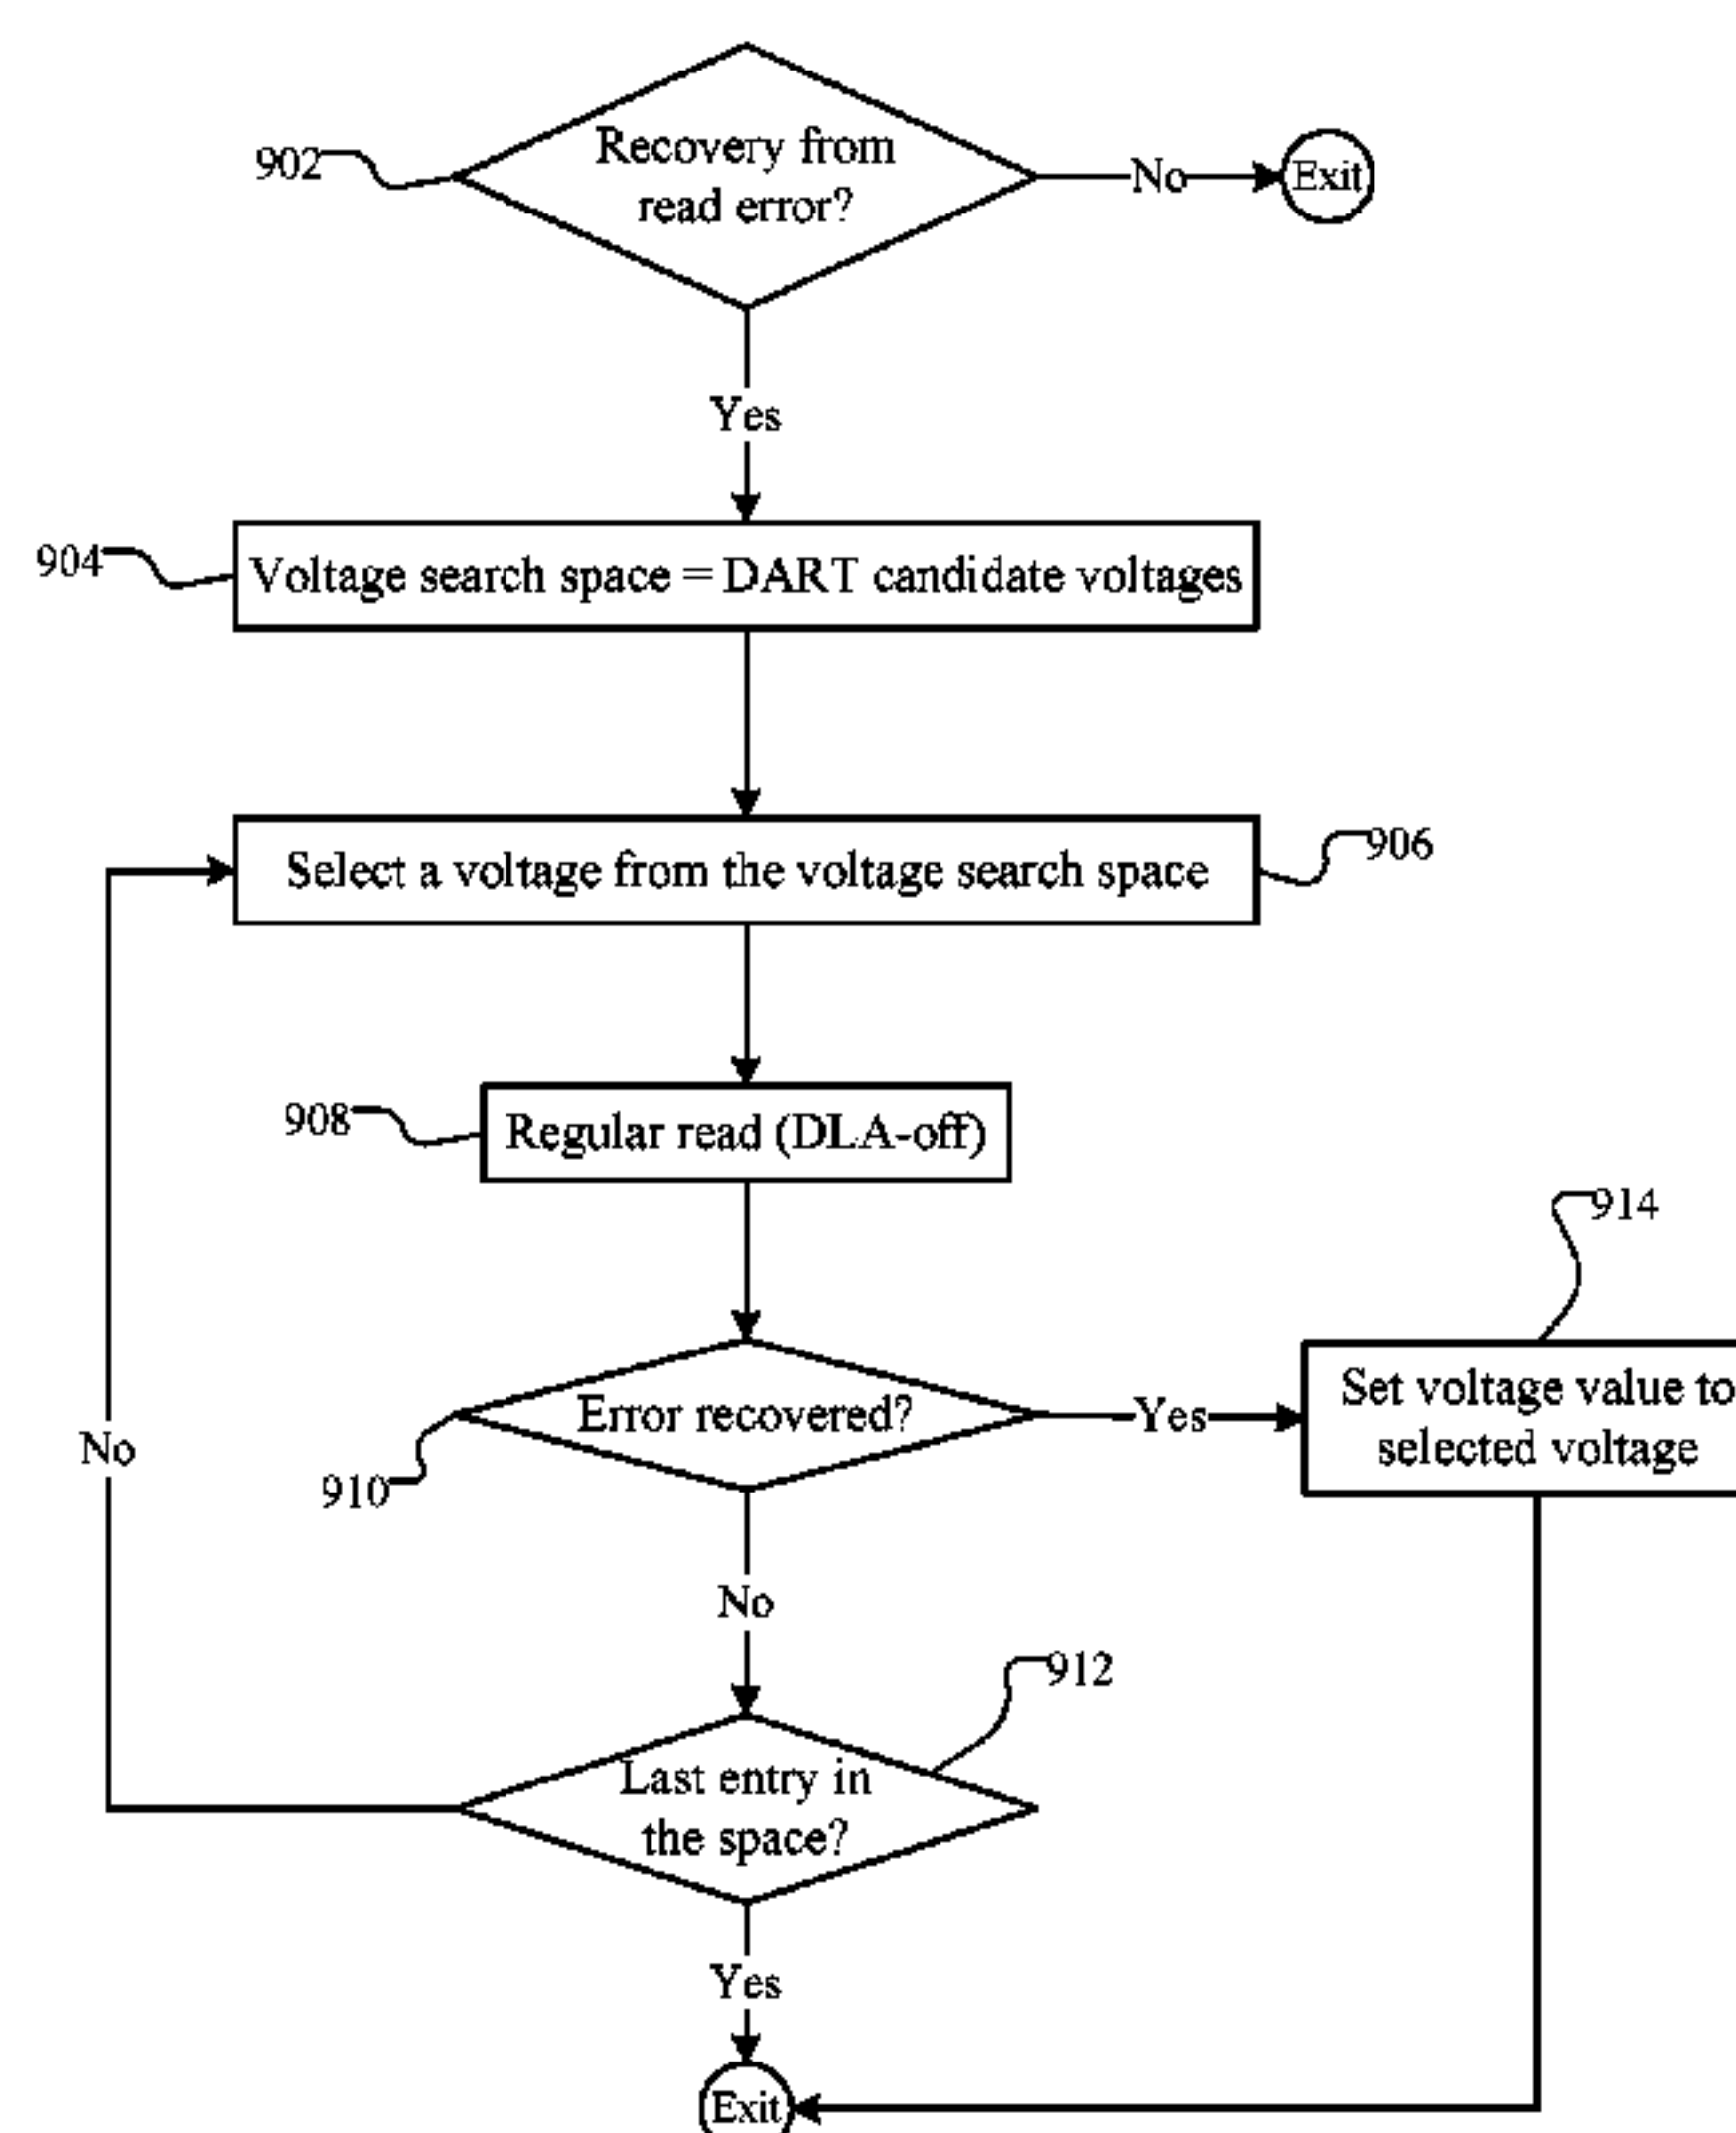 902
Recovery from
read error?
No
Exit
Yes
904
Voltage search space = DART candidate voltages
Select a voltage from the voltage search space
906
908
Regular read (DLA-off)
914
Error recovered?
Yes
Set voltage value to
selected voltage
No
910
No
912
Last entry in
the space?
Yes
Exit